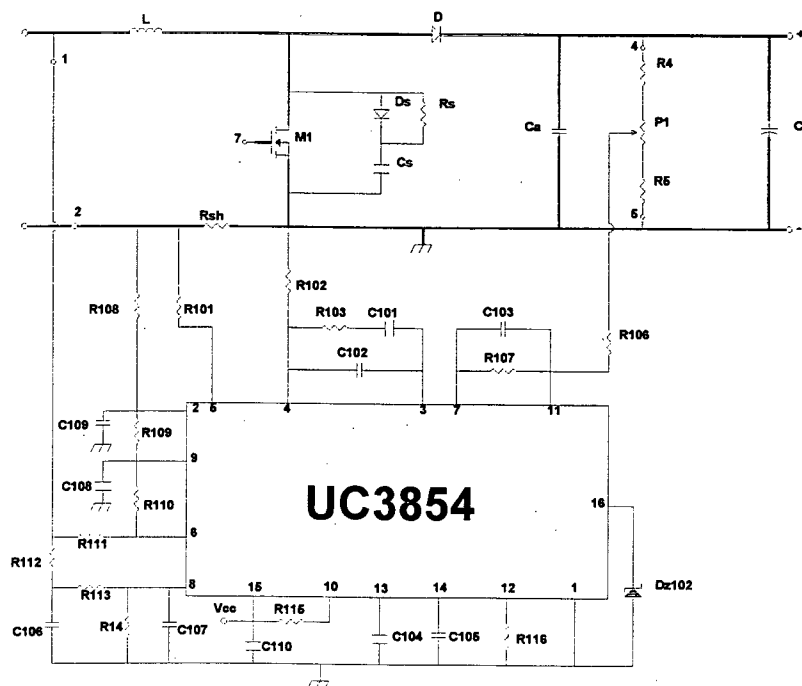 L
D
1
4
R4
+
Ds
Rs
Ca
P1
C
7
M1
Cs
R5
2
Rsh
5
R102
R108
R101
R103
C101
C103
R106
C102
R107
2
5
4
3
7
11
C109
R109
9
C108
R110
UC3854
16
R111
6
R112
8
R113
15
10
13
14
12
1
Dz102
Vcc
R115
C106
R14
C107
C110
C104
C105
R116
-